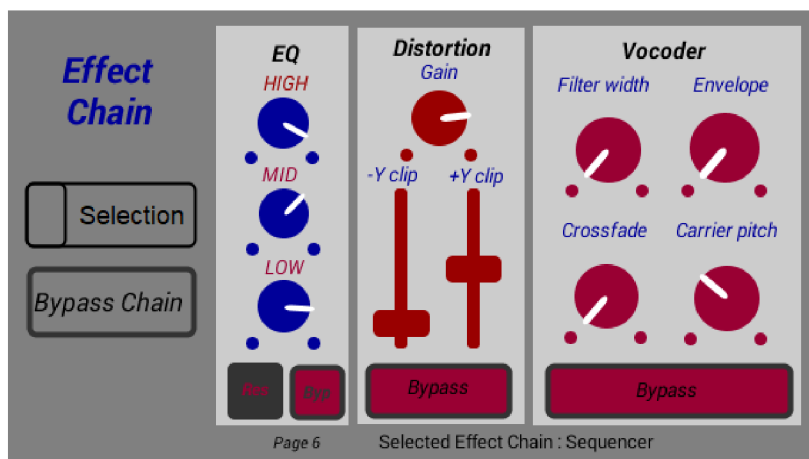 Effect
Chain
Selection
Bypass Chain
EQ
HIGH
MID
LOW
Byp
Distortion
Gain
-Y clip
+Y clip
Bypass
Vocoder
Filter width
Envelope
Crossfade
Carrier pitch
Bypass
Page 6
Selected Effect Chain : Sequencer